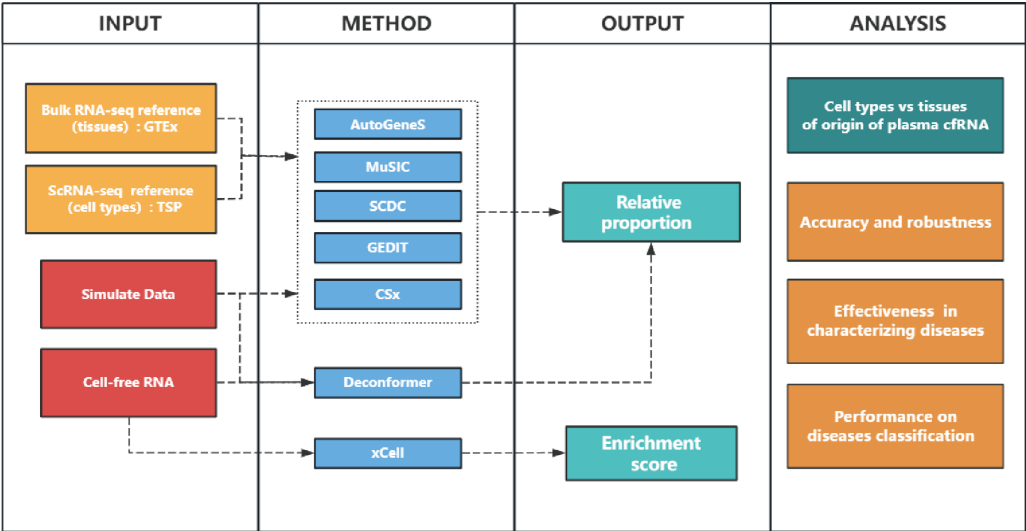 INPUT
METHOD
OUTPUT
ANALYSIS
Bulk RNA-seq reference
(tissues) : GTEx
ScRNA-seq reference
(cell types) : TSP
Simulate Data
Cell-free RNA
AutoGeneS
MuSIC
SCDC
GEDIT
CSx
Deconformer
xCell
Relative
proportion
Enrichment
score
Cell types vs tissues
of origin of plasma cfRNA
Accuracy and robustness
Effectiveness in
characterizing diseases
Performance on
diseases classification